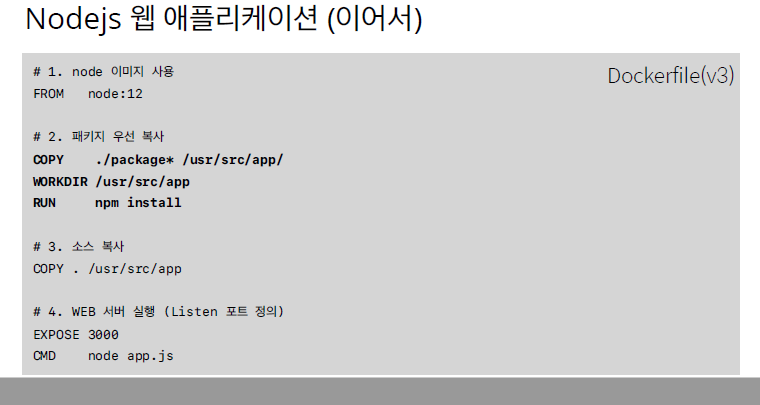 Nodejs 웹 애플리케이션 (이어서)
Dockerfile(v3)
# 1. node 이미지 사용
FROM   node:12
# 2. 패키지 우선 복사
COPY    ./package* /usr/src/app/
WORKDIR /usr/src/app
RUN     npm install
# 3. 소스 복사
COPY . /usr/src/app
# 4. WEB 서버 실행 (Listen 포트 정의)
EXPOSE 3000
CMD    node app.js